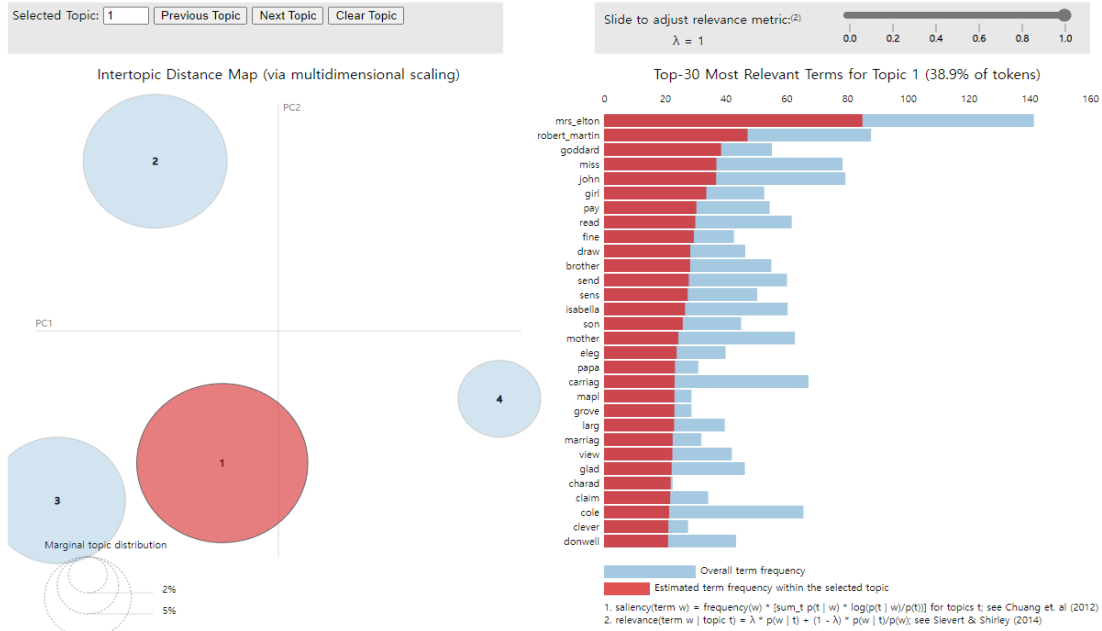 Selected Topic: 1 Previous Topic Next Topic Clear Topic
Slide to adjust relevance metric:(2)
λ = 1
0.0 0.2 0.4 0.6 0.8 1.0
Intertopic Distance Map (via multidimensional scaling)
PC2
PC1
2
4
1
3
Marginal topic distribution
2%
5%
Top-30 Most Relevant Terms for Topic 1 (38.9% of tokens)
0 20 40 60 80 100 120 140 160
mrs_elton
robert_martin
goddard
miss
john
girl
pay
read
fine
draw
brother
send
sens
isabella
son
mother
eleg
papa
carriag
mapl
grove
larg
marriag
view
glad
charad
claim
cole
clever
donwell
Overall term frequency
Estimated term frequency within the selected topic
1. saliency(term w) = frequency(w) * [sum_t p(t | w) * log(p(t | w)/p(t))] for topics t; see Chuang et. al (2012)
2. relevance(term w | topic t) = λ * p(w | t) + (1 - λ) * p(w | t)/p(w); see Sievert & Shirley (2014)